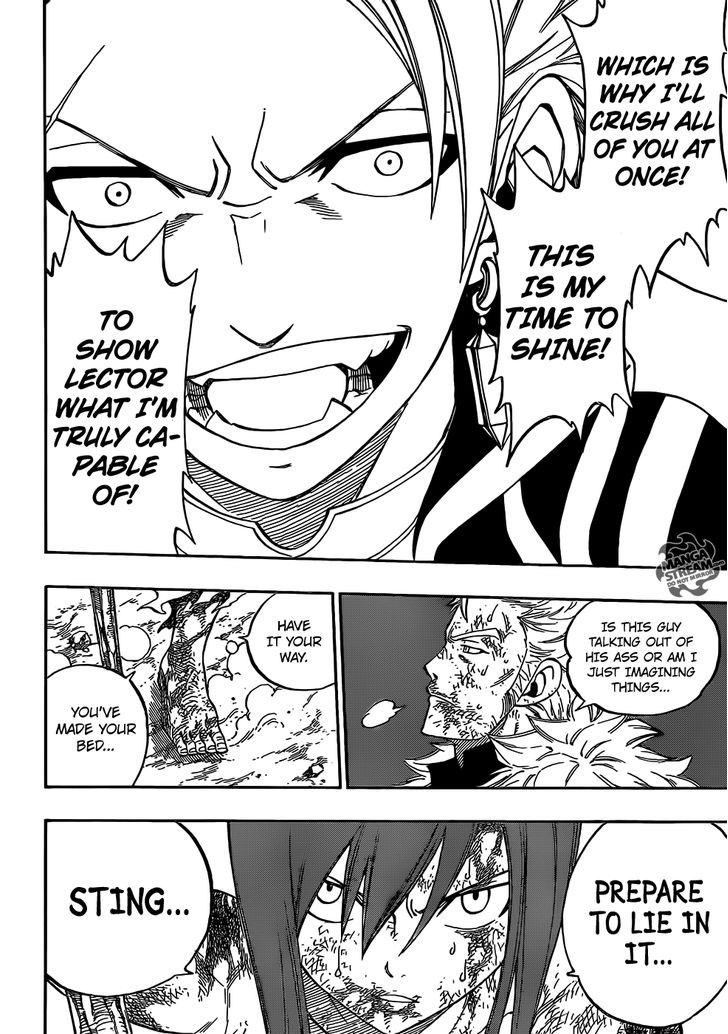 WHICH IS
WHY I'LL
CRUSH ALL
OF YOU AT
ONCE!
THIS
IS MY
TIME TO
SHINE!
TO
SHOW
LECTOR
WHAT I'M
TRULY CA-
PABLE
OF!
MANGA
STREAM.COM
DO NOT MIRROR
IS THIS GUY
TALKING OUT OF
HIS ASS OR AM I
JUST IMAGINING
THINGS...
HAVE
IT YOUR
WAY.
YOU'VE
MADE YOUR
BED...
PREPARE
TO LIE IN
IT...
STING...